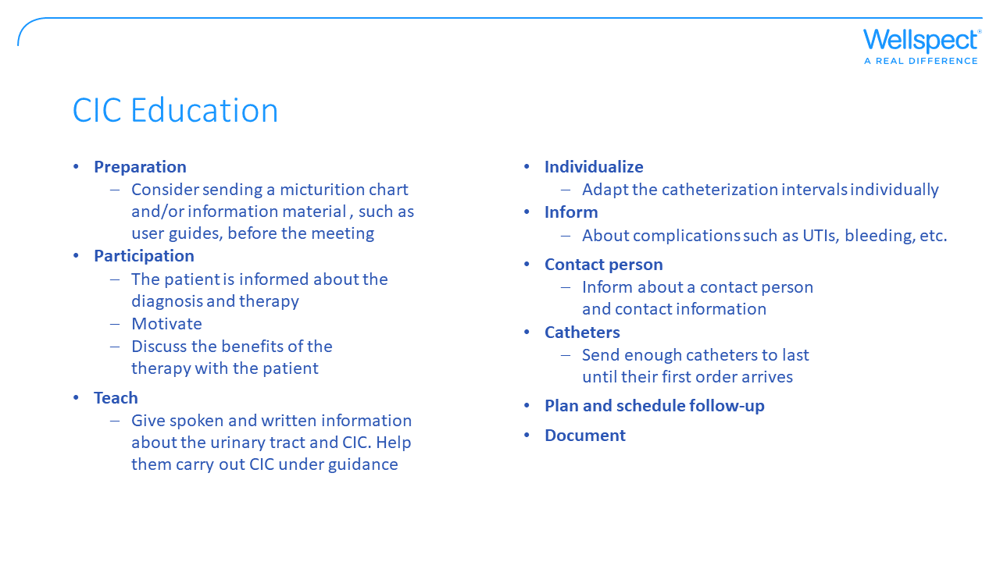 Wellspect®
A REAL DIFFERENCE
CIC Education
• Preparation
– Consider sending a micturition chart
and/or information material , such as
user guides, before the meeting
• Participation
– The patient is informed about the
diagnosis and therapy
– Motivate
– Discuss the benefits of the
therapy with the patient
• Teach
– Give spoken and written information
about the urinary tract and CIC. Help
them carry out CIC under guidance
• Individualize
– Adapt the catheterization intervals individually
• Inform
– About complications such as UTIs, bleeding, etc.
• Contact person
– Inform about a contact person
and contact information
• Catheters
– Send enough catheters to last
until their first order arrives
• Plan and schedule follow-up
• Document